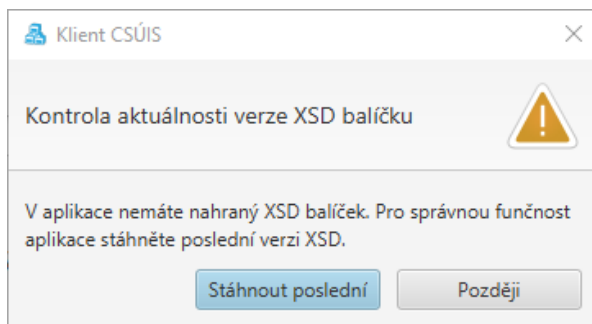 Klient CSÚIS
Kontrola aktuálnosti verze XSD balíčku
V aplikace nemáte nahraný XSD balíček. Pro správnou funčnost
aplikace stáhněte poslední verzi XSD.
Stáhnout poslední
Později